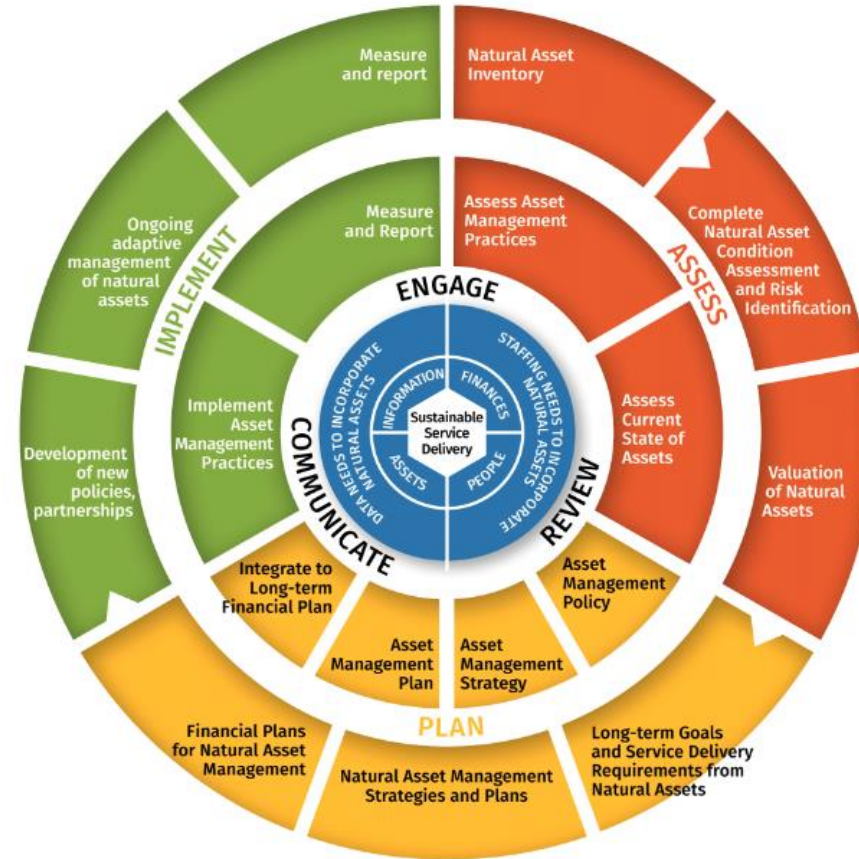 Measure
and report
Natural Asset
Inventory
Complete
Natural Asset
Condition
Assessment
and Risk
Identification
Valuation
of Natural
Assets
Long-term Goals
and Service Delivery
Requirements from
Natural Assets
Natural Asset Management
Strategies and Plans
Financial Plans
for Natural Asset
Management
Development
of new
policies,
partnerships
Ongoing
adaptive
management
of natural
assets
IMPLEMENT
ASSESS
PLAN
Measure
and Report
Assess Asset
Management
Practices
Assess
Current
State of
Assets
Asset
Management
Policy
Asset
Management
Strategy
Asset
Management
Plan
Integrate to
Long-term
Financial Plan
Implement
Asset
Management
Practices
ENGAGE
REVIEW
COMMUNICATE
DATA NEEDS TO INCORPORATE
NATURAL ASSETS
STAFFING NEEDS TO INCORPORATE
NATURAL ASSETS
INFORMATION
FINANCES
ASSETS
PEOPLE
Sustainable
Service
Delivery